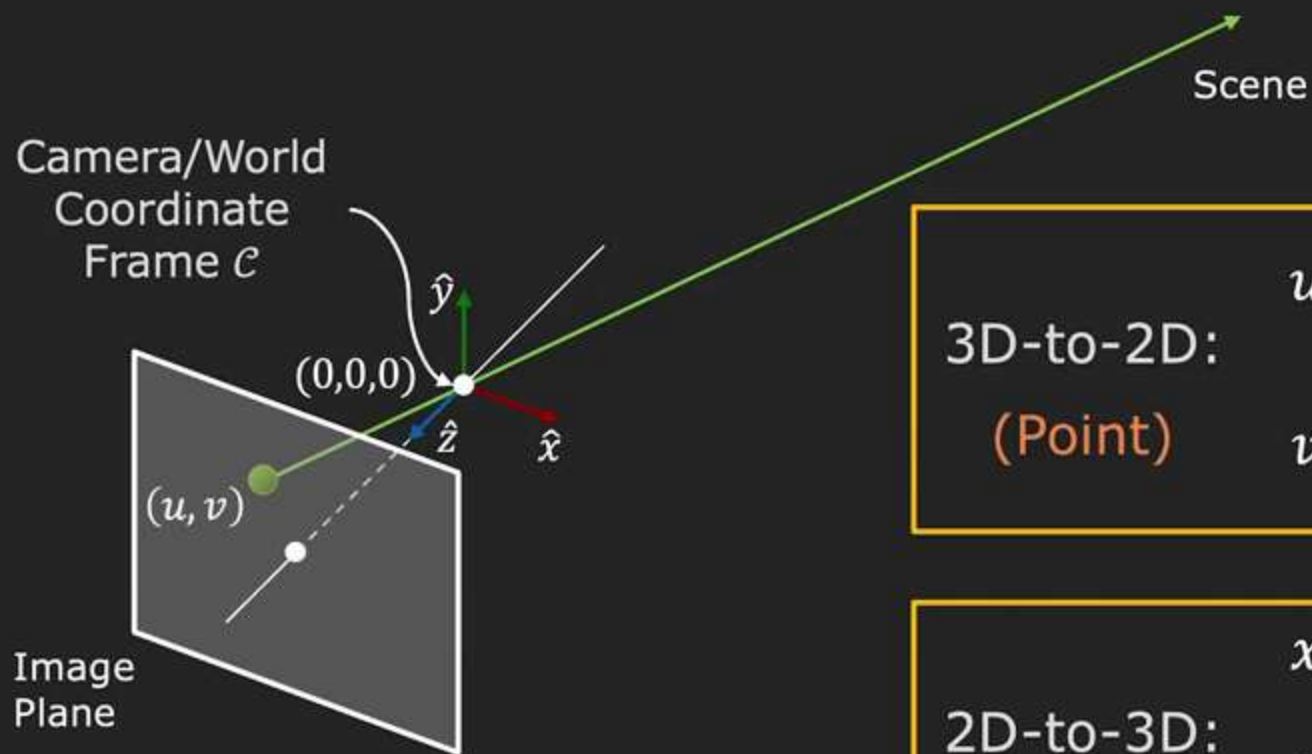 Scene
Camera/World
Coordinate
Frame 𝒞
ŷ
(0,0,0)
ẑ
x̂
(u, v)
Image
Plane
u
3D-to-2D:
(Point)
v
x
2D-to-3D: